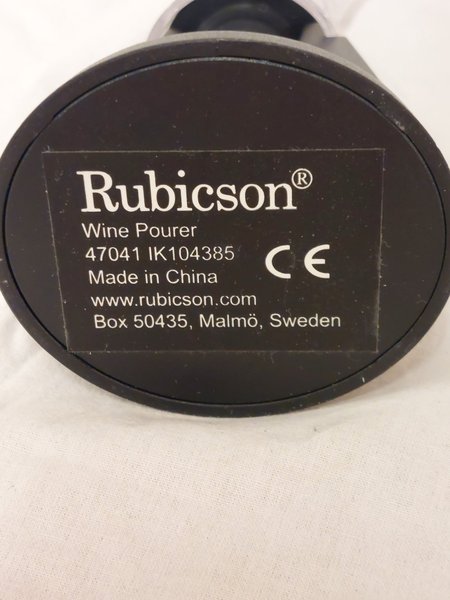 Rubicson®
Wine Pourer
47041 IK104385
CE
Made in China
www.rubicson.com
Box 50435, Malmö, Sweden